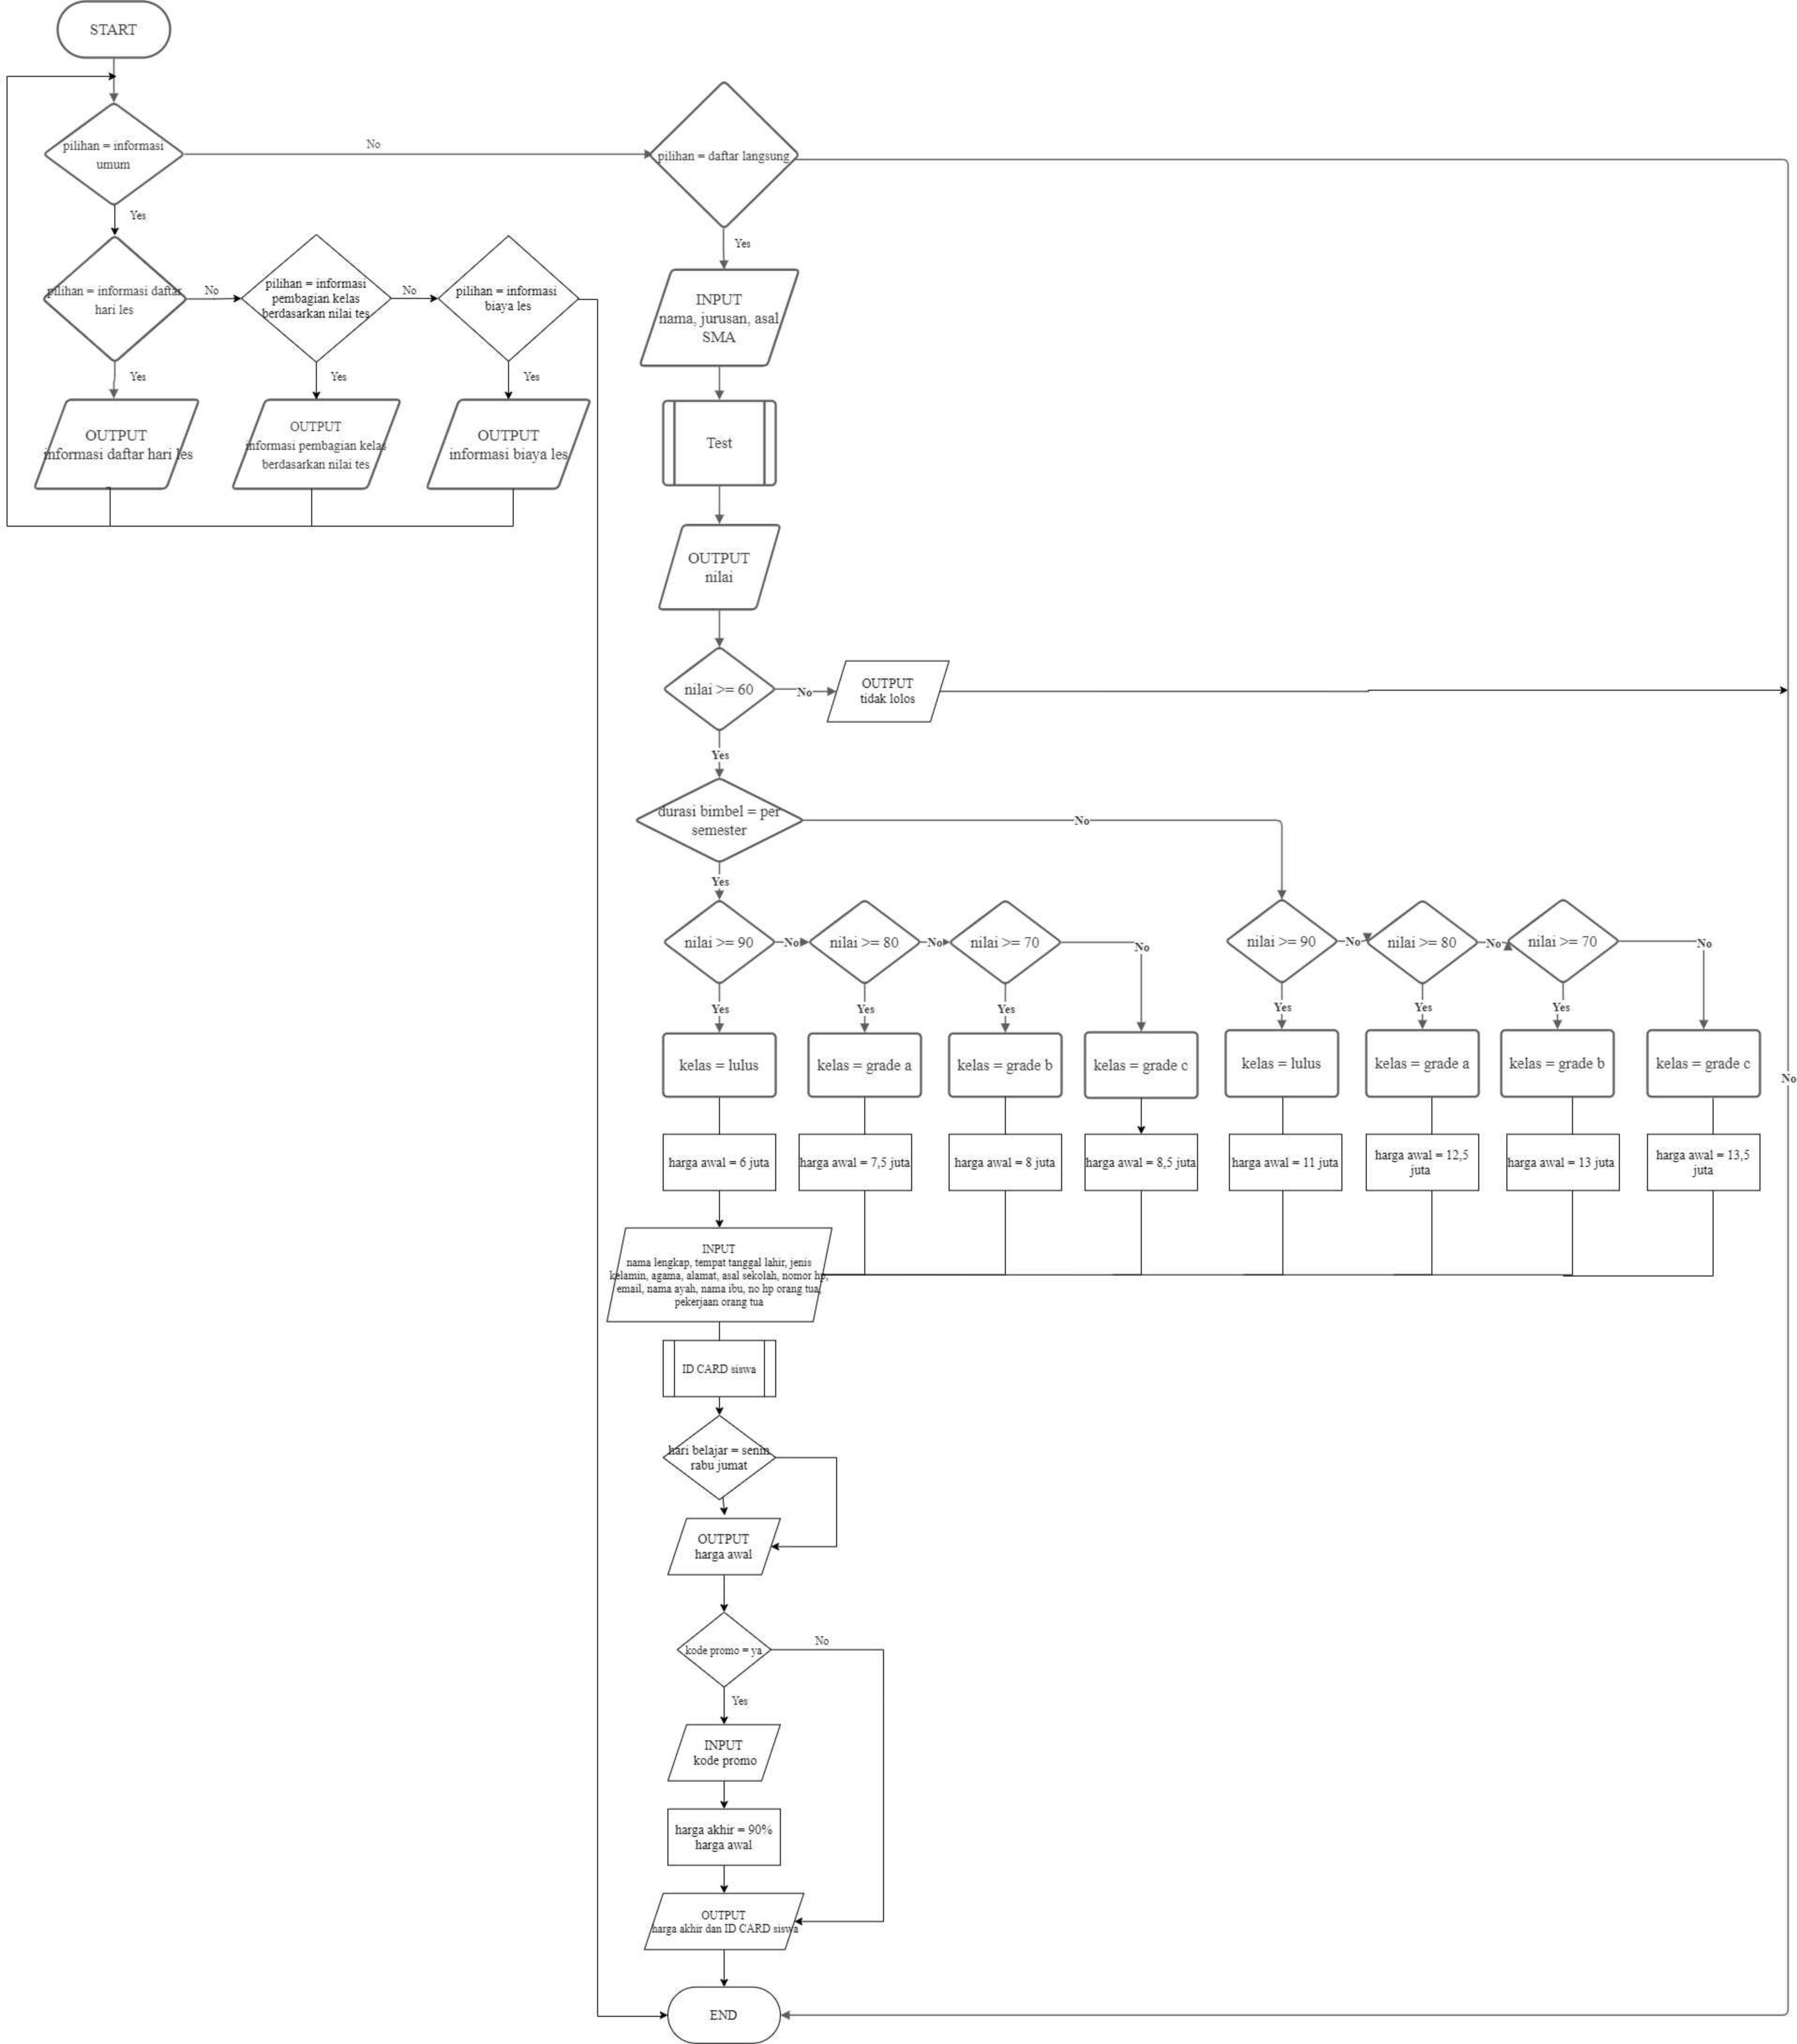 START
pilihan = informasi
umum
No
pilihan = daftar langsung
Yes
Yes
pilihan = informasi daftar
hari les
No
pilihan = informasi
pembagian kelas
berdasarkan nilai tes
No
pilihan = informasi
biaya les
INPUT
nama, jurusan, asal
SMA
Yes
Yes
Yes
OUTPUT
informasi daftar hari les
OUTPUT
informasi pembagian kelas
berdasarkan nilai tes
OUTPUT
informasi biaya les
Test
OUTPUT
nilai
nilai >= 60
No
OUTPUT
tidak lolos
Yes
durasi bimbel = per
semester
No
Yes
nilai >= 90
No
nilai >= 80
No
nilai >= 70
No
nilai >= 90
No
nilai >= 80
No
nilai >= 70
No
Yes
Yes
Yes
Yes
Yes
Yes
kelas = lulus
kelas = grade a
kelas = grade b
kelas = grade c
kelas = lulus
kelas = grade a
kelas = grade b
kelas = grade c
No
harga awal = 6 juta
harga awal = 7,5 juta
harga awal = 8 juta
harga awal = 8,5 juta
harga awal = 11 juta
harga awal = 12,5
juta
harga awal = 13 juta
harga awal = 13,5
juta
INPUT
nama lengkap, tempat tanggal lahir, jenis
kelamin, agama, alamat, asal sekolah, nomor hp,
email, nama ayah, nama ibu, no hp orang tua,
pekerjaan orang tua
ID CARD siswa
hari belajar = senin
rabu jumat
OUTPUT
harga awal
kode promo = ya
No
Yes
INPUT
kode promo
harga akhir = 90%
harga awal
OUTPUT
harga akhir dan ID CARD siswa
END